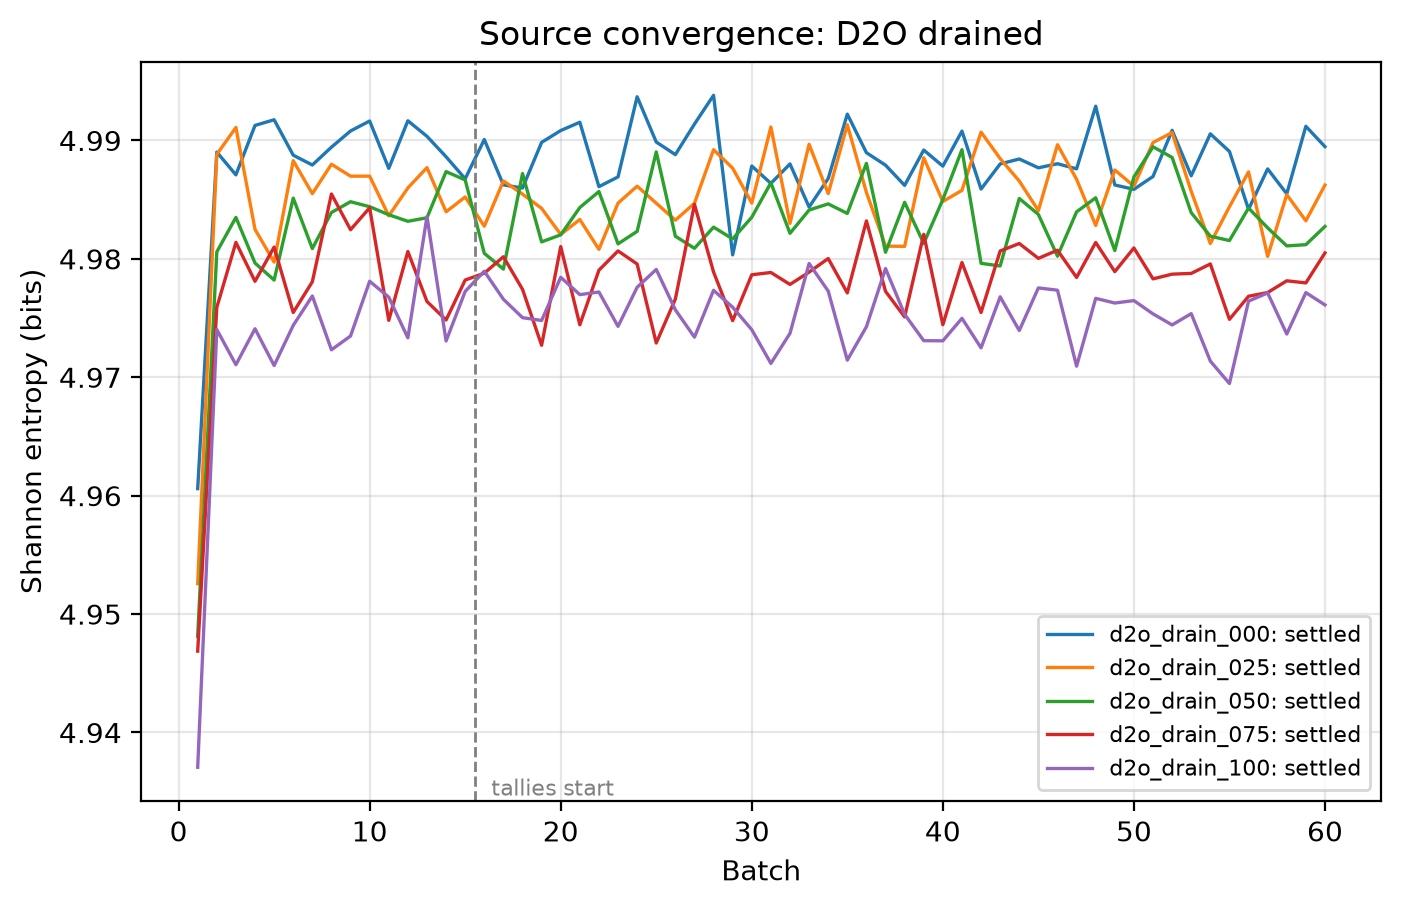 Source convergence: D2O drained
Shannon entropy (bits)
4.99
4.98
4.97
4.96
4.95
4.94
tallies start
d2o_drain_000: settled
d2o_drain_025: settled
d2o_drain_050: settled
d2o_drain_075: settled
d2o_drain_100: settled
0 10 20 30 40 50 60
Batch